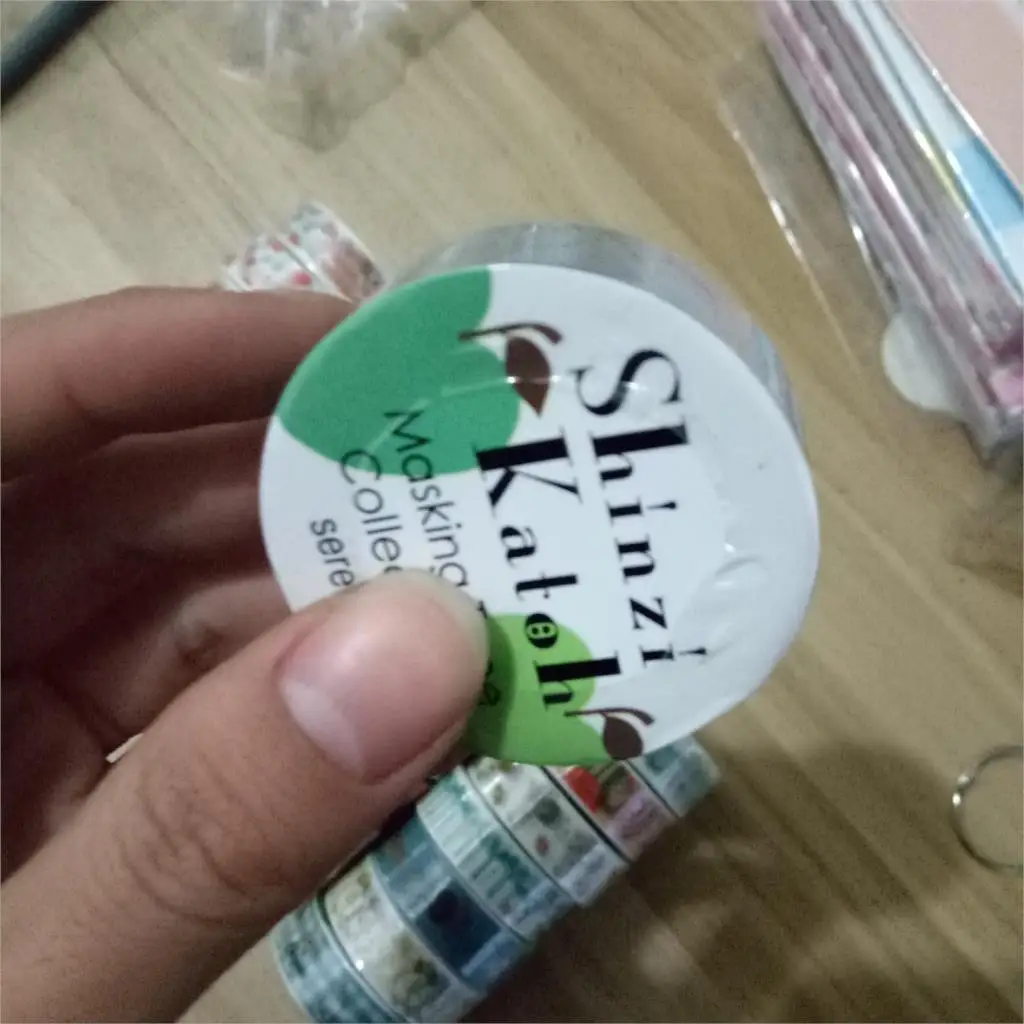 Shinzi
Katoh
Masking
Colle
sere